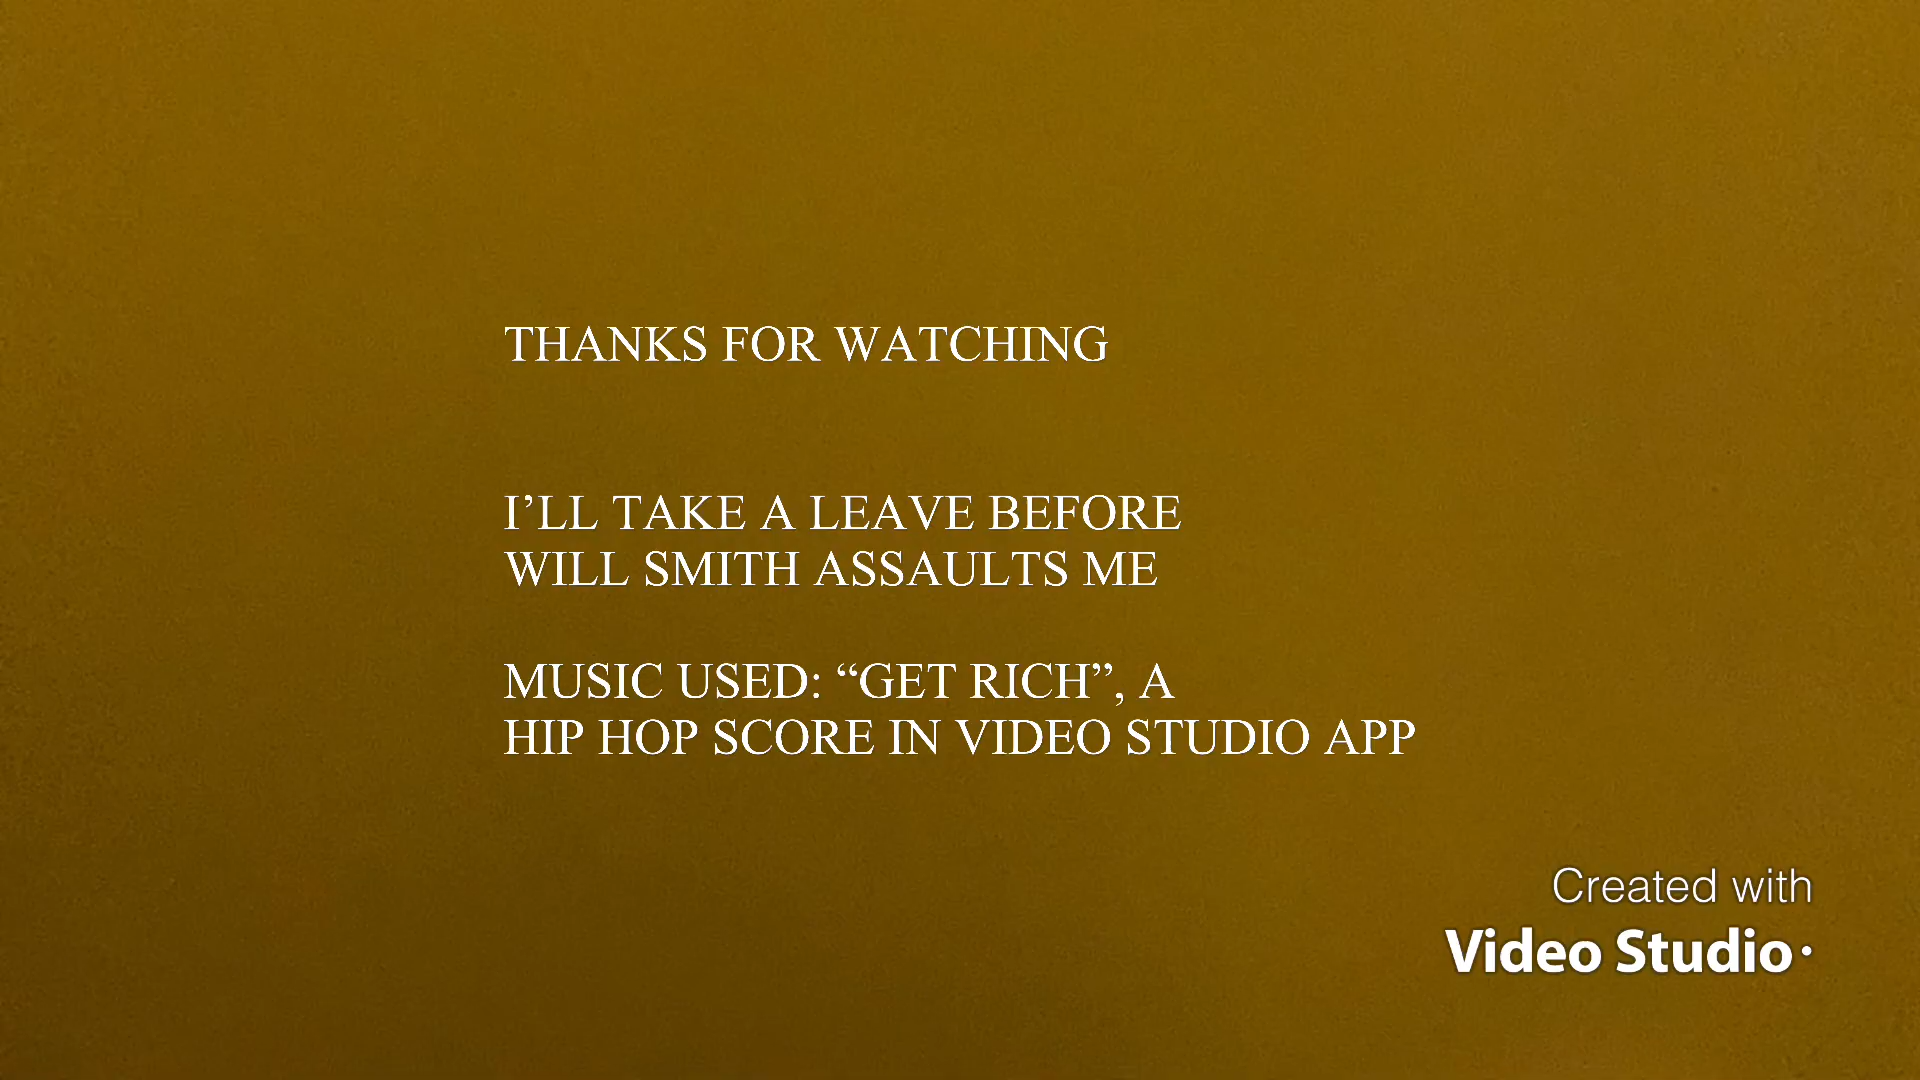 THANKS FOR WATCHING
I’LL TAKE A LEAVE BEFORE
WILL SMITH ASSAULTS ME
MUSIC USED: “GET RICH”, A
HIP HOP SCORE IN VIDEO STUDIO APP
Created with
Video Studio·